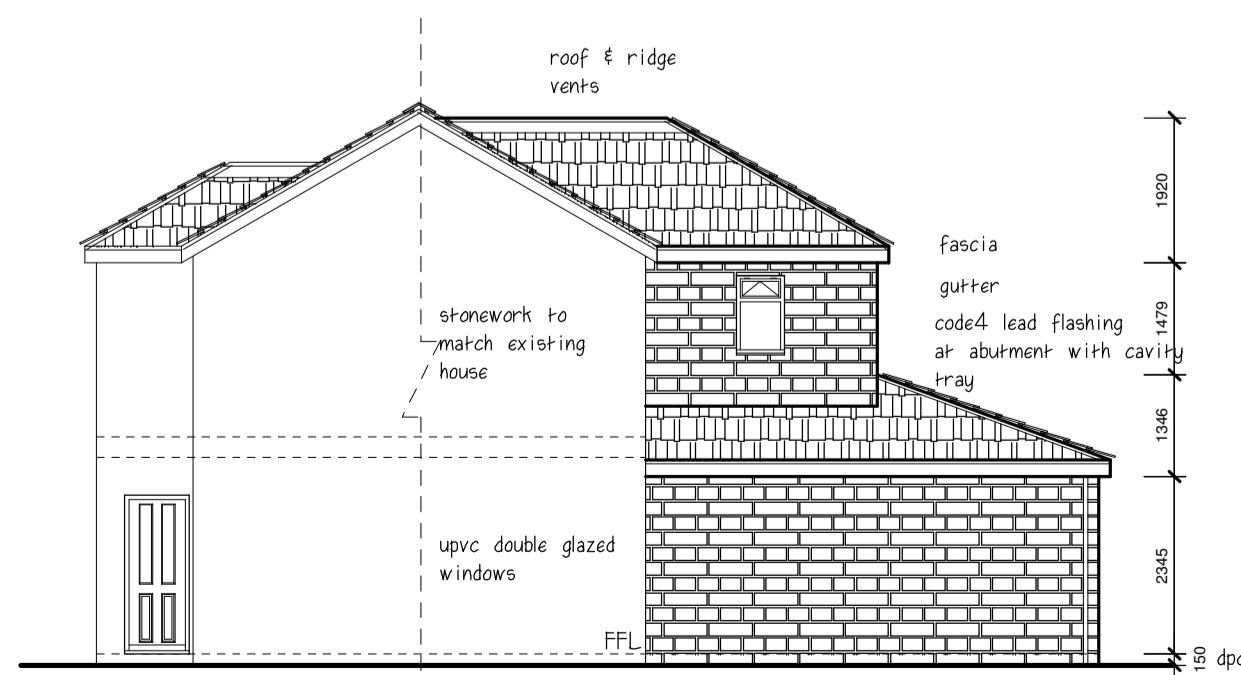 roof & ridge
vents
1920
fascia
gutter
1479
code4 lead flashing
at abutment with cavity
tray
stonework to
match existing
house
1346
upvc double glazed
windows
2345
FFL
150